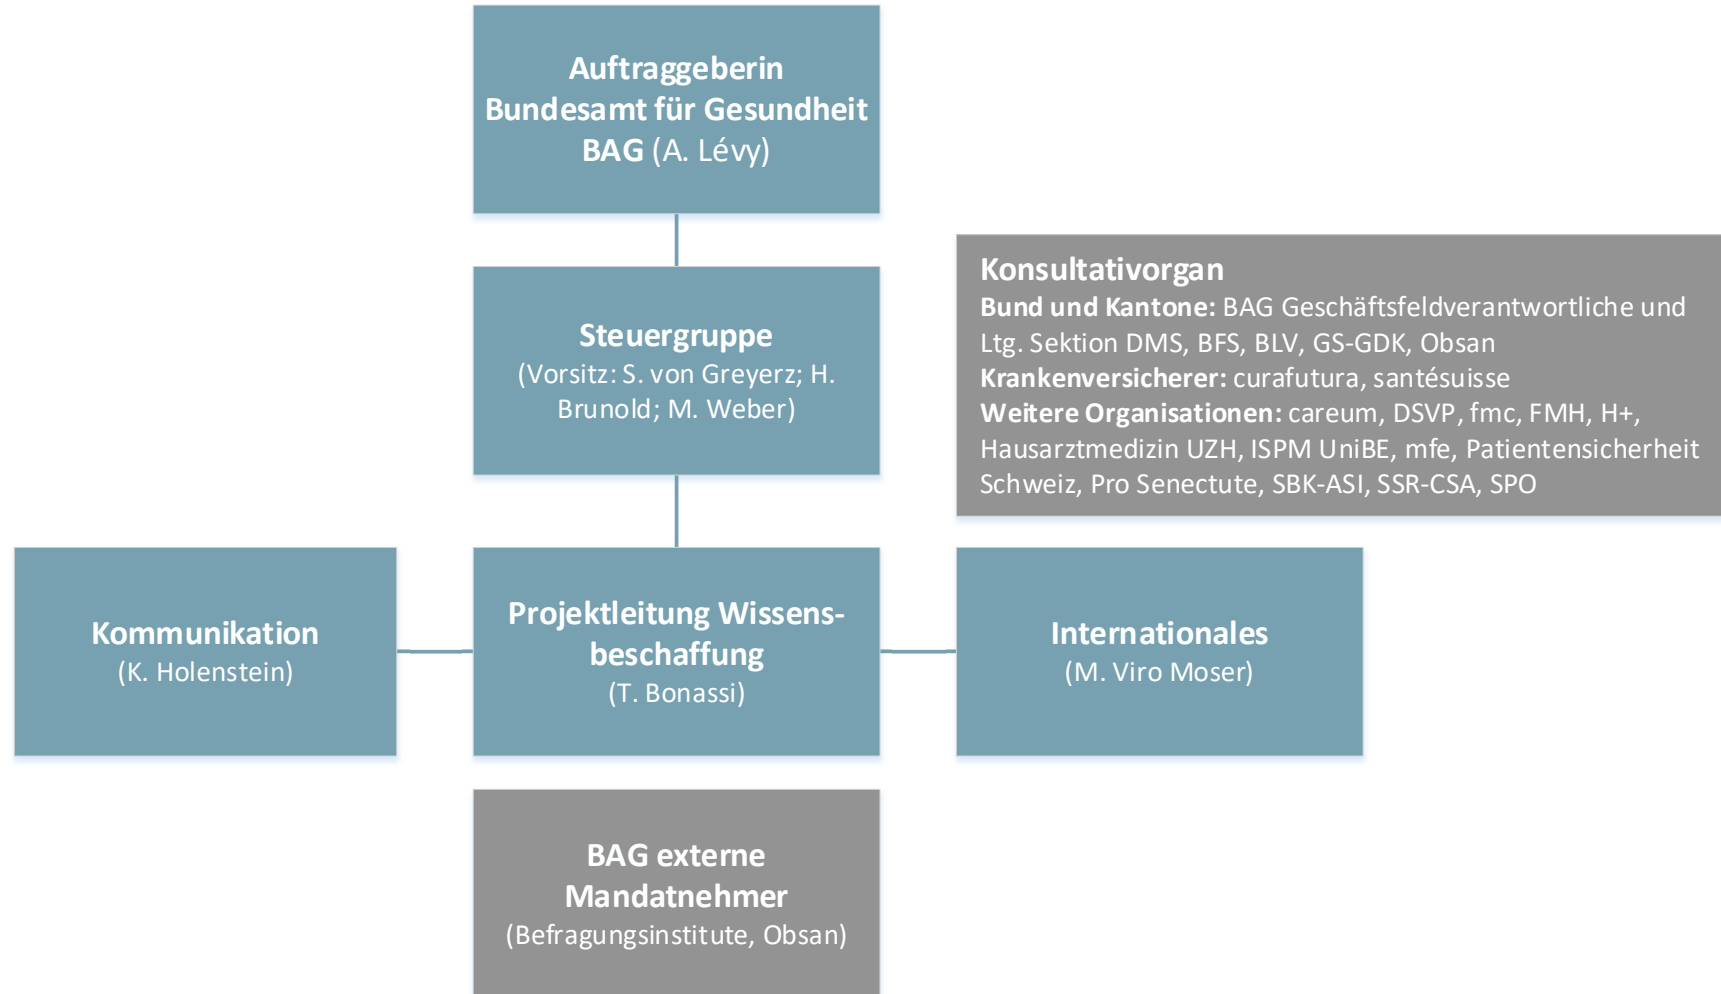 Auftraggeberin
Bundesamt für Gesundheit
BAG (A. Lévy)
Steuergruppe
(Vorsitz: S. von Greyerz; H.
Brunold; M. Weber)
Konsultativorgan
Bund und Kantone: BAG Geschäftsfeldverantwortliche und
Ltg. Sektion DMS, BFS, BLV, GS-GDK, Obsan
Krankenversicherer: curafutura, santésuisse
Weitere Organisationen: careum, DSVP, fmc, FMH, H+,
Hausarztmedizin UZH, ISPM UniBE, mfe, Patientensicherheit
Schweiz, Pro Senectute, SBK-ASI, SSR-CSA, SPO
Kommunikation
(K. Holenstein)
Projektleitung Wissens-
beschaffung
(T. Bonassi)
Internationales
(M. Viro Moser)
BAG externe
Mandatnehmer
(Befragungsinstitute, Obsan)